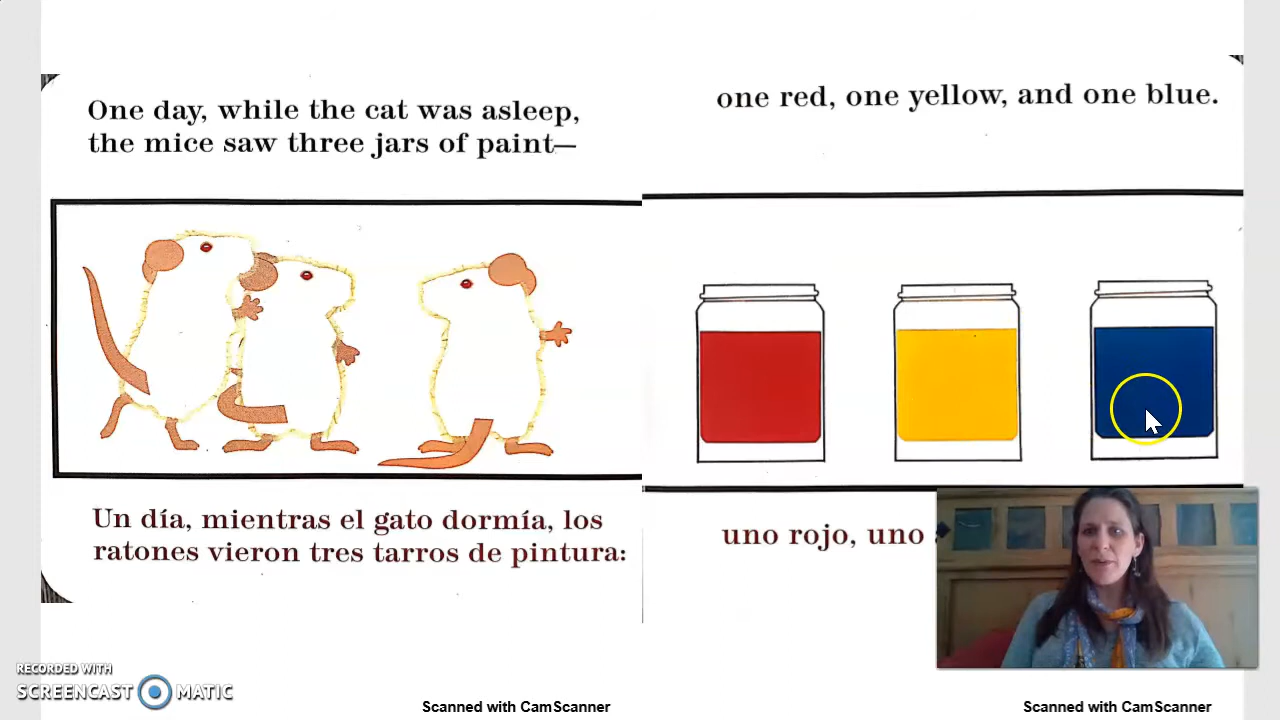 One day, while the cat was asleep,
the mice saw three jars of paint—
one red, one yellow, and one blue.
Un día, mientras el gato dormía, los
ratones vieron tres tarros de pintura:
uno rojo, uno
RECORDED WITH
SCREENCAST MATIC
Scanned with CamScanner
Scanned with CamScanner